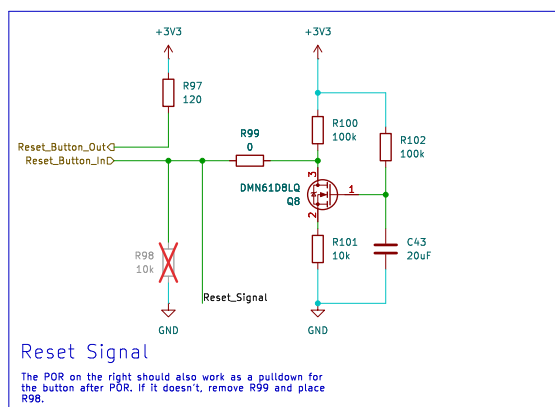 +3V3
+3V3
R97
120
R100
100k
R102
100k
R99
0
Reset_Button_Out
Reset_Button_In
3
DMN61D8LQ
Q8
1
2
R98
10k
R101
10k
C43
20uF
Reset_Signal
GND
GND
Reset Signal
The POR on the right should also work as a pulldown for
the button after POR. If it doesn't, remove R99 and place
R98.